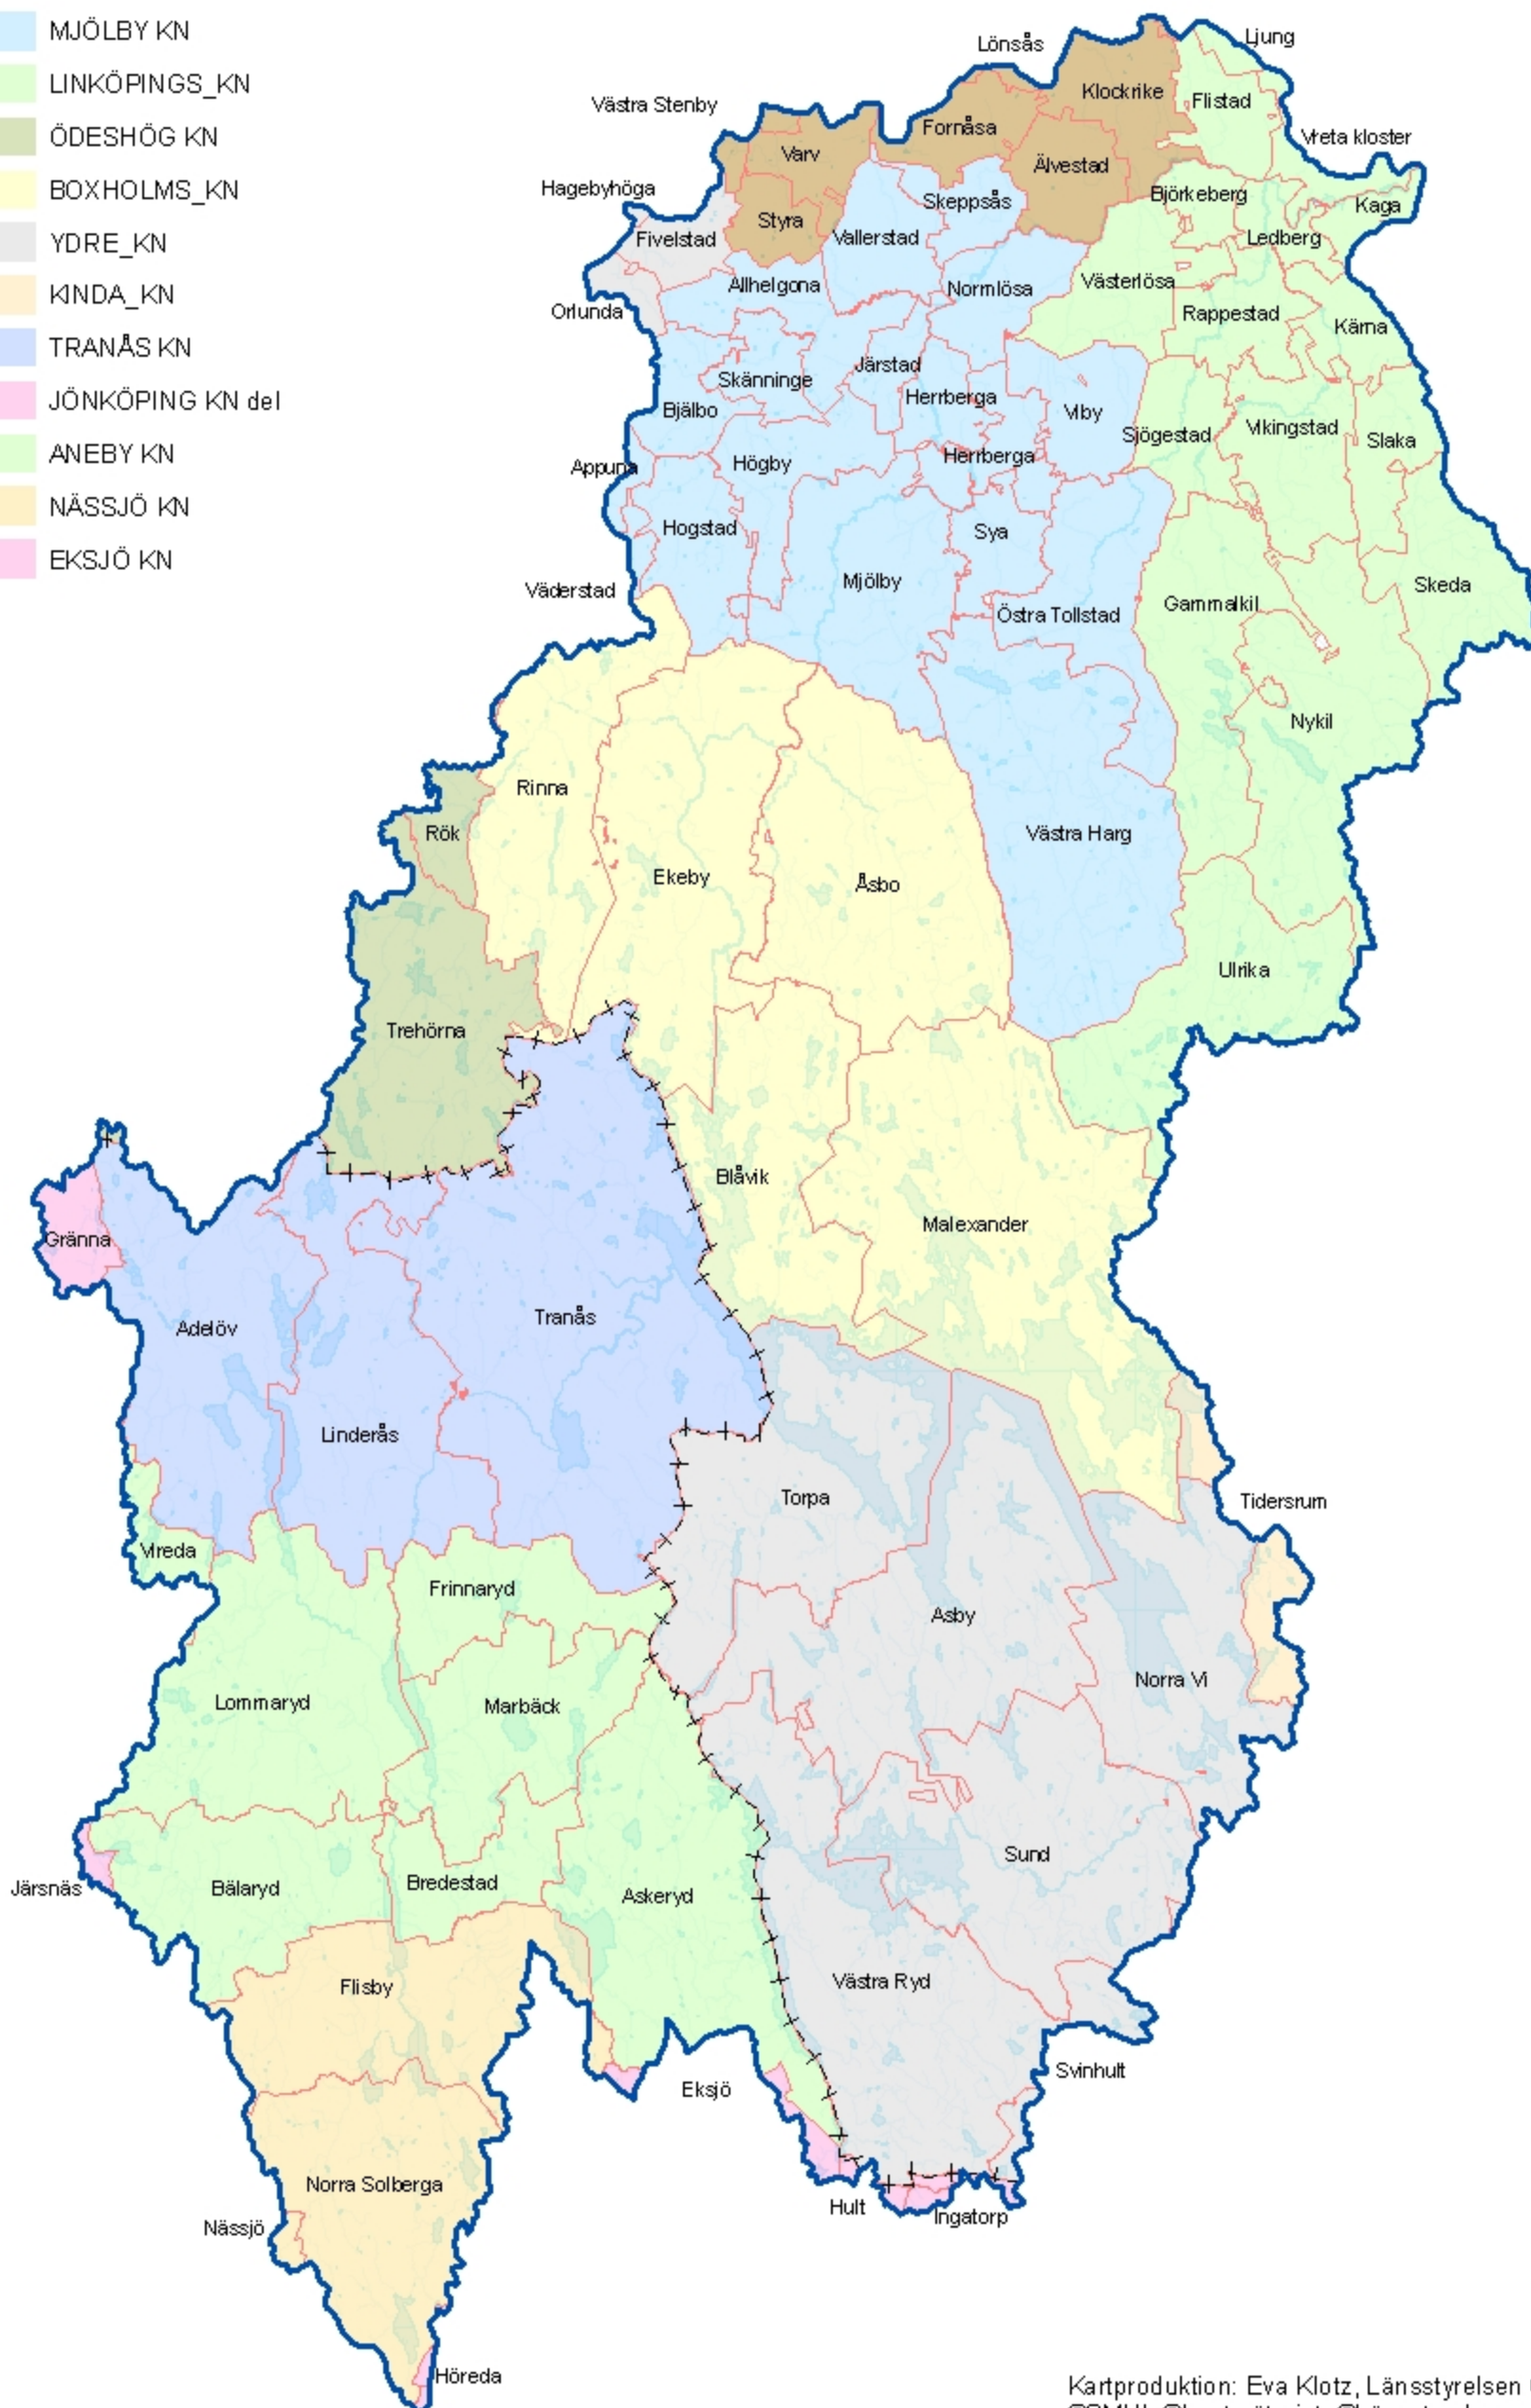 MJÖLBY KN
LINKÖPINGS_KN
ÖDESHÖG KN
BOXHOLMS_KN
YDRE_KN
KINDA_KN
TRANÅS KN
JÖNKÖPING KN del
ANEBY KN
NÄSSJÖ KN
EKSJÖ KN
Ljung
Lönsås
Klockrike
Flistad
Västra Stenby
Fornåsa
Vreta kloster
Varv
Älvestad
Hagebyhöga
Björkeberg
Skeppsås
Kaga
Styra
Fivelstad
Vallerstad
Ledberg
Allhelgona
Normlösa
Västerlösa
Orlunda
Rappestad
Kärna
Järstad
Skänninge
Herrberga
Bjälbo
Viby
Vikingstad
Sjögestad
Slaka
Appuna
Högby
Herrberga
Hogstad
Sya
Mjölby
Skeda
Väderstad
Gammalkil
Östra Tollstad
Nykil
Rinna
Rök
Västra Harg
Ekeby
Åsbo
Ulrika
Trehörna
Blåvik
Malexander
Gränna
Adelöv
Tranås
Linderås
Torpa
Tidersrum
Vireda
Frinnaryd
Asby
Norra Vi
Lommaryd
Marbäck
Sund
Järsnäs
Bälaryd
Bredestad
Askeryd
Flisby
Västra Ryd
Svinhult
Eksjö
Norra Solberga
Hult
Ingatorp
Nässjö
Höreda
Kartproduktion: Eva Klotz, Länsstyrelsen